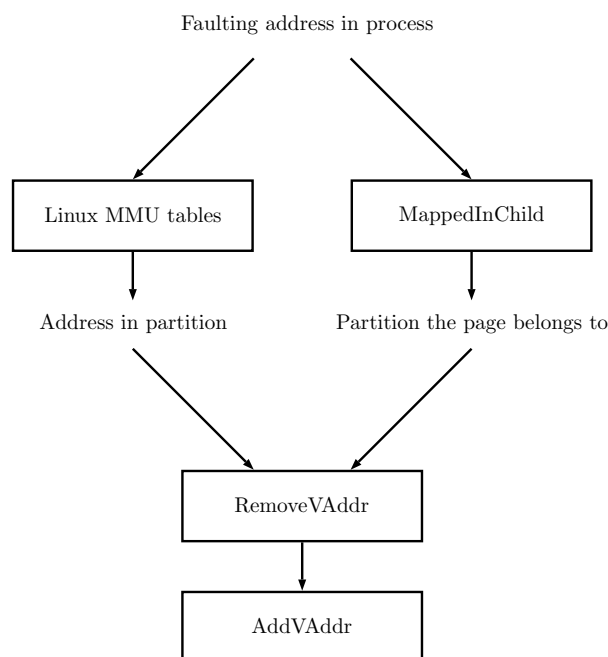 Faulting address in process
Linux MMU tables
MappedInChild
Address in partition
Partition the page belongs to
RemoveVAddr
AddVAddr